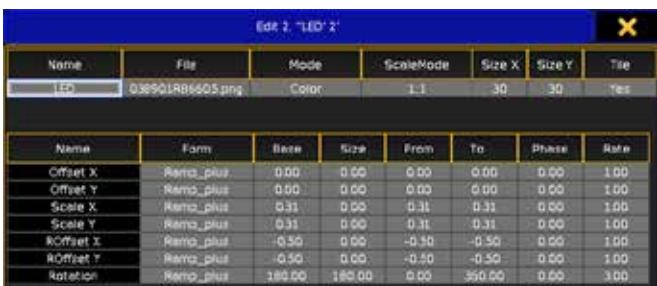 Edit 2. "LED' 2'
Name File Mode ScaleMode Size X Size Y Tile
LED 038901R86605.png Color 1:1 30 30 Yes
Name Form Base Size From To Phase Rate
Offset X Ramp_plus 0.00 0.00 0.00 0.00 0.00 1.00
Offset Y Ramp_plus 0.00 0.00 0.00 0.00 0.00 1.00
Scale X Ramp_plus 0.31 0.00 0.31 0.31 0.00 1.00
Scale Y Ramp_plus 0.31 0.00 0.31 0.31 0.00 1.00
ROffset X Ramp_plus -0.50 0.00 -0.50 -0.50 0.00 1.00
ROffset Y Ramp_plus -0.50 0.00 -0.50 -0.50 0.00 1.00
Rotation Ramp_plus 180.00 180.00 0.00 360.00 0.00 3.00